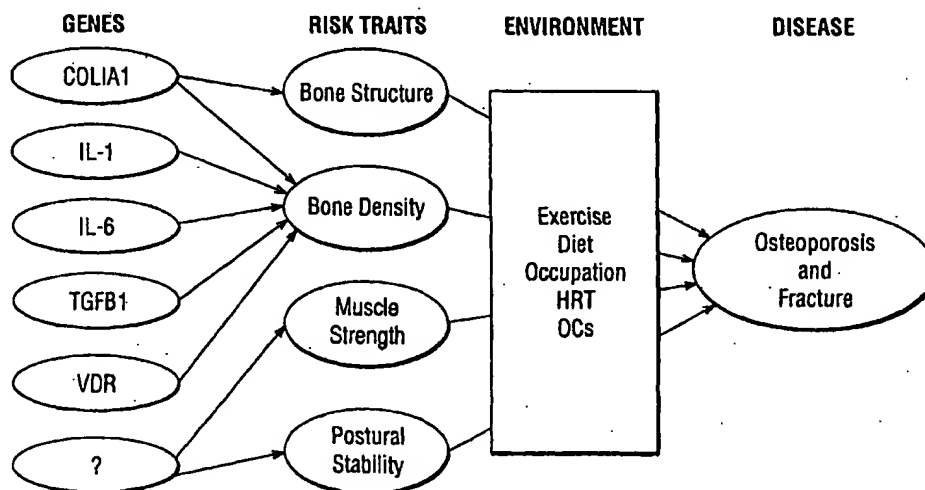 GENES RISK TRAITS ENVIRONMENT DISEASE
COLIA1
IL-1
IL-6
TGFB1
VDR
?
Bone Structure
Bone Density
Muscle
Strength
Postural
Stability
Exercise
Diet
Occupation
HRT
OCs
Osteoporosis
and
Fracture